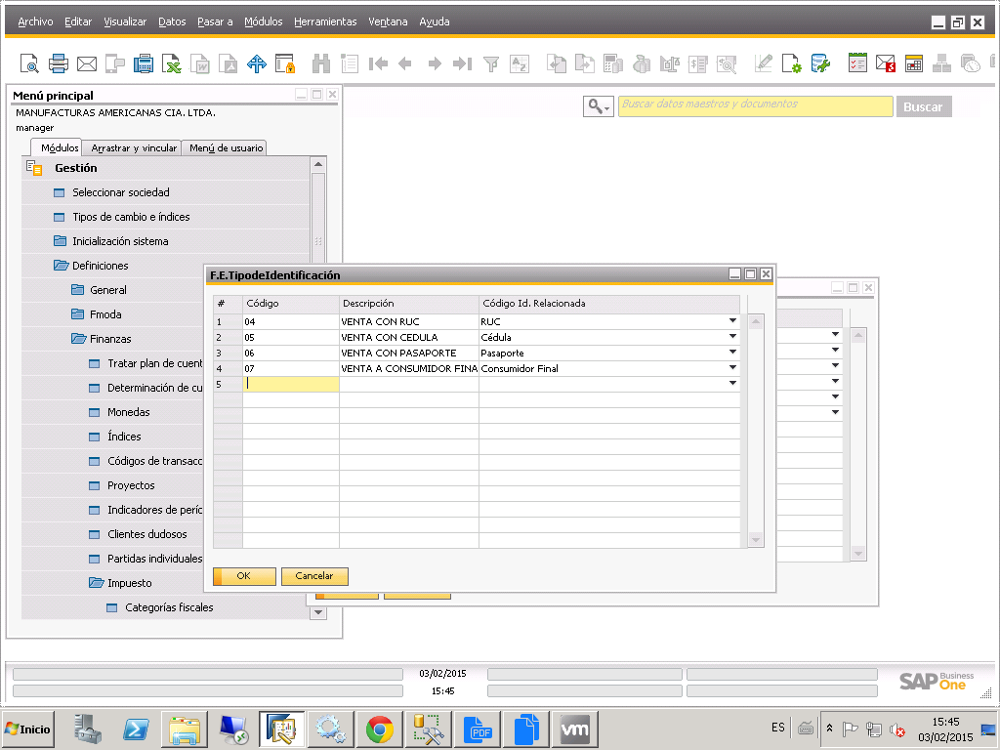 Archivo Editar Visualizar Datos Pasar a Módulos Herramientas Ventana Ayuda
Menú principal
MANUFACTURAS AMERICANAS CIA. LTDA.
manager
Buscar datos maestros y documentos
Buscar
Módulos Arrastrar y vincular Menú de usuario
Gestión
Seleccionar sociedad
Tipos de cambio e índices
Inicialización sistema
Definiciones
General
Fmoda
Finanzas
Tratar plan de cuent
Determinación de cu
Monedas
Índices
Códigos de transacc
Proyectos
Indicadores de perío
Clientes dudosos
Partidas individuales
Impuesto
Categorías fiscales
F.E.TipodeIdentificación
# Código Descripción Código Id. Relacionada
1 04 VENTA CON RUC RUC
2 05 VENTA CON CEDULA Cédula
3 06 VENTA CON PASAPORTE Pasaporte
4 07 VENTA A CONSUMIDOR FINA Consumidor Final
5
OK Cancelar
03/02/2015
15:45
SAP Business One
Inicio
PDF
vm
ES
15:45
03/02/2015